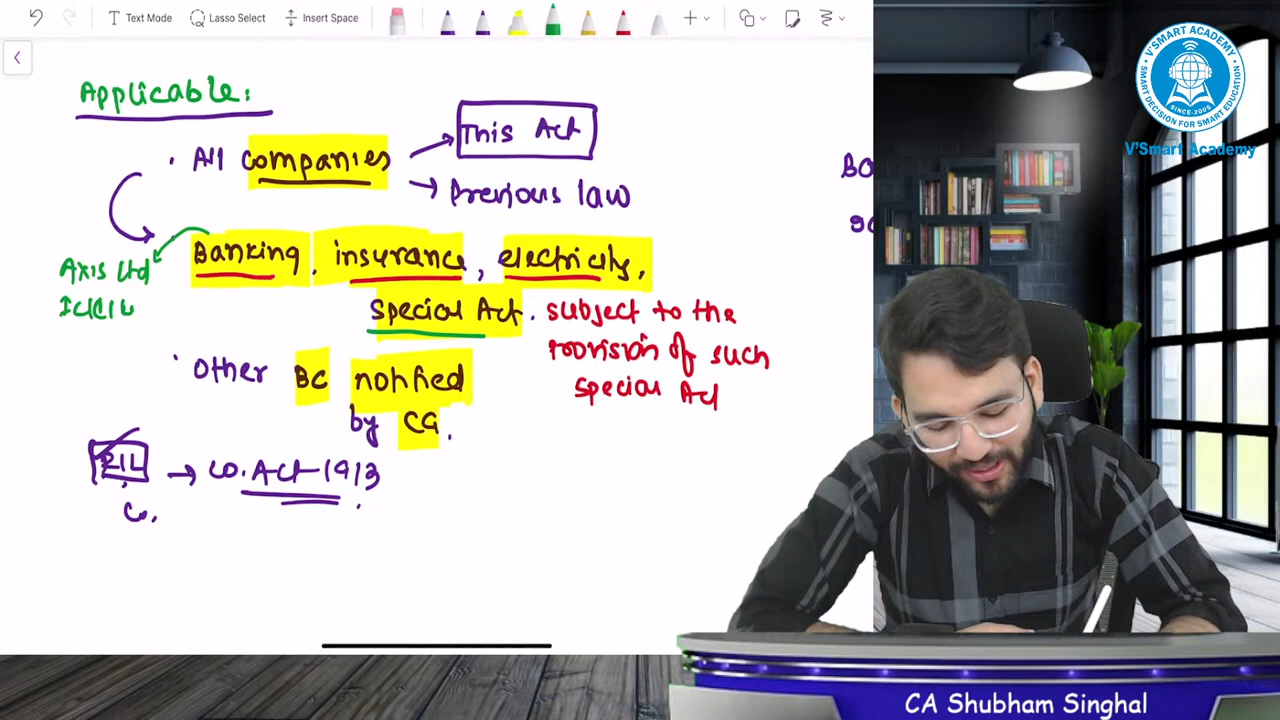 Text Mode Lasso Select Insert Space
Applicable:
This Act
· All companies
→ Previous law
Banking, insurance, electricity,
Axis Ltd
special Act. subject to the
provision of such
special Act
· Other BC notified
by CG.
RIL → Co. Act 1913
Co.
V'SMART ACADEMY
SMART DECISION FOR SMART EDUCATION
SINCE-2008
V'Smart Academy
CA Shubham Singhal